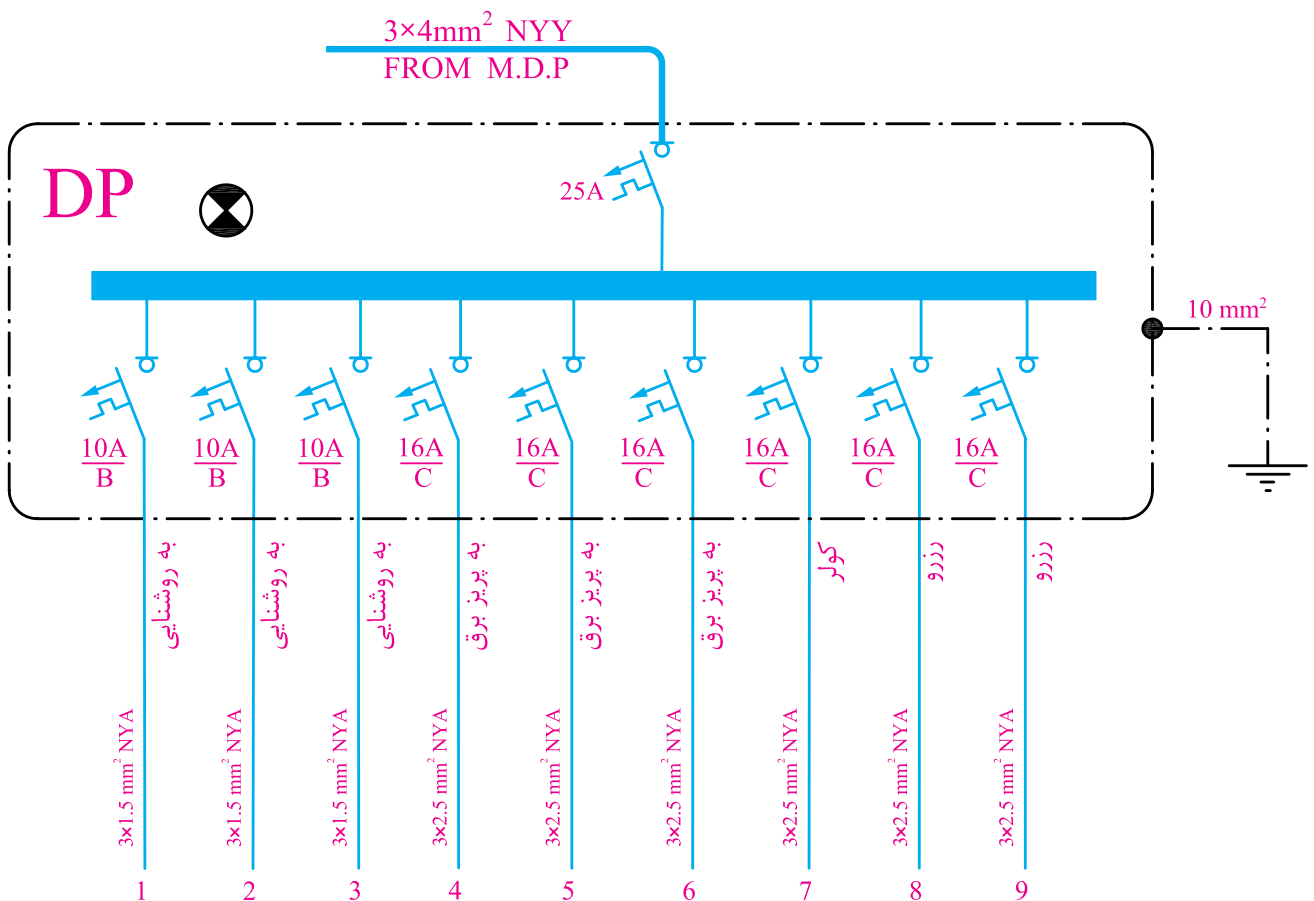 3×4mm² NYY
FROM M.D.P
DP
25A
10 mm²
10A
B
10A
B
10A
B
16A
C
16A
C
16A
C
16A
C
16A
C
16A
C
به روشنایی
به روشنایی
به روشنایی
به پریز برق
به پریز برق
به پریز برق
کولر
رزرو
رزرو
3×1.5 mm² NYA
3×1.5 mm² NYA
3×1.5 mm² NYA
3×2.5 mm² NYA
3×2.5 mm² NYA
3×2.5 mm² NYA
3×2.5 mm² NYA
3×2.5 mm² NYA
3×2.5 mm² NYA
1 2 3 4 5 6 7 8 9